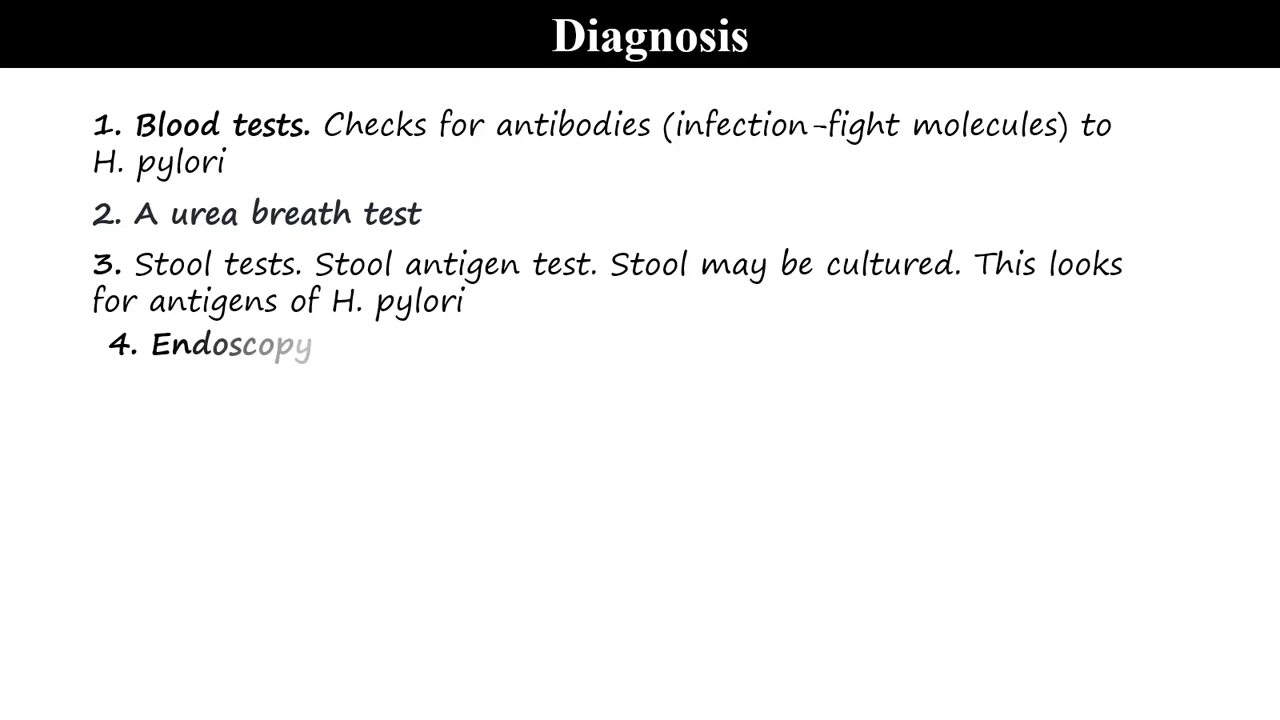 Diagnosis
1. Blood tests. Checks for antibodies (infection-fight molecules) to
H. pylori
2. A urea breath test
3. Stool tests. Stool antigen test. Stool may be cultured. This looks
for antigens of H. pylori
4. Endoscopy